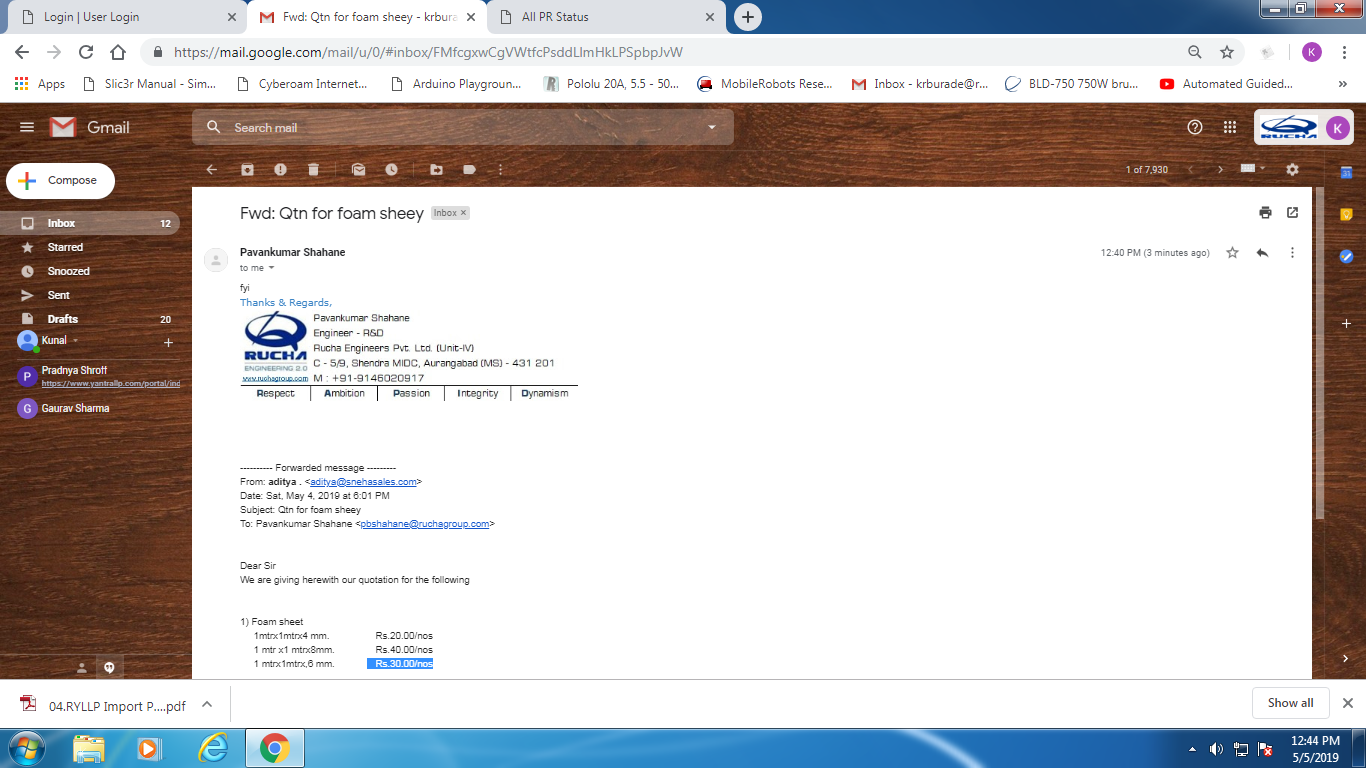 Login | User Login
Fwd: Qtn for foam sheey - krbura
All PR Status
https://mail.google.com/mail/u/0/#inbox/FMfcgxwCgVWtfcPsddLlmHkLPSpbpJvW
K
Apps
Slic3r Manual - Sim...
Cyberoam Internet...
Arduino Playgroun...
Pololu 20A, 5.5 - 50...
MobileRobots Rese...
Inbox - krburade@r...
BLD-750 750W bru...
Automated Guided...
»
Gmail
Search mail
RUCHA
K
Compose
1 of 7,930
Inbox 12
Starred
Snoozed
Sent
Drafts 20
Kunal
P Pradnya Shroff
https://www.yantrallp.com/portal/ind
G Gaurav Sharma
Fwd: Qtn for foam sheey Inbox x
Pavankumar Shahane
12:40 PM (3 minutes ago)
to me
fyi
Thanks & Regards,
RUCHA
ENGINEERING 2.0
www.ruchagroup.com
Pavankumar Shahane
Engineer - R&D
Rucha Engineers Pvt. Ltd. (Unit-IV)
C - 5/9, Shendra MIDC, Aurangabad (MS) - 431 201
M : +91-9146020917
Respect Ambition Passion Integrity Dynamism
---------- Forwarded message ---------
From: aditya . <aditya@snehasales.com>
Date: Sat, May 4, 2019 at 6:01 PM
Subject: Qtn for foam sheey
To: Pavankumar Shahane <pbshahane@ruchagroup.com>
Dear Sir
We are giving herewith our quotation for the following
1) Foam sheet
1mtrx1mtrx4 mm. Rs.20.00/nos
1 mtr x1 mtrx8mm. Rs.40.00/nos
1 mtrx1mtrx,6 mm. Rs.30.00/nos
04.RYLLP Import P....pdf
Show all
12:44 PM
5/5/2019